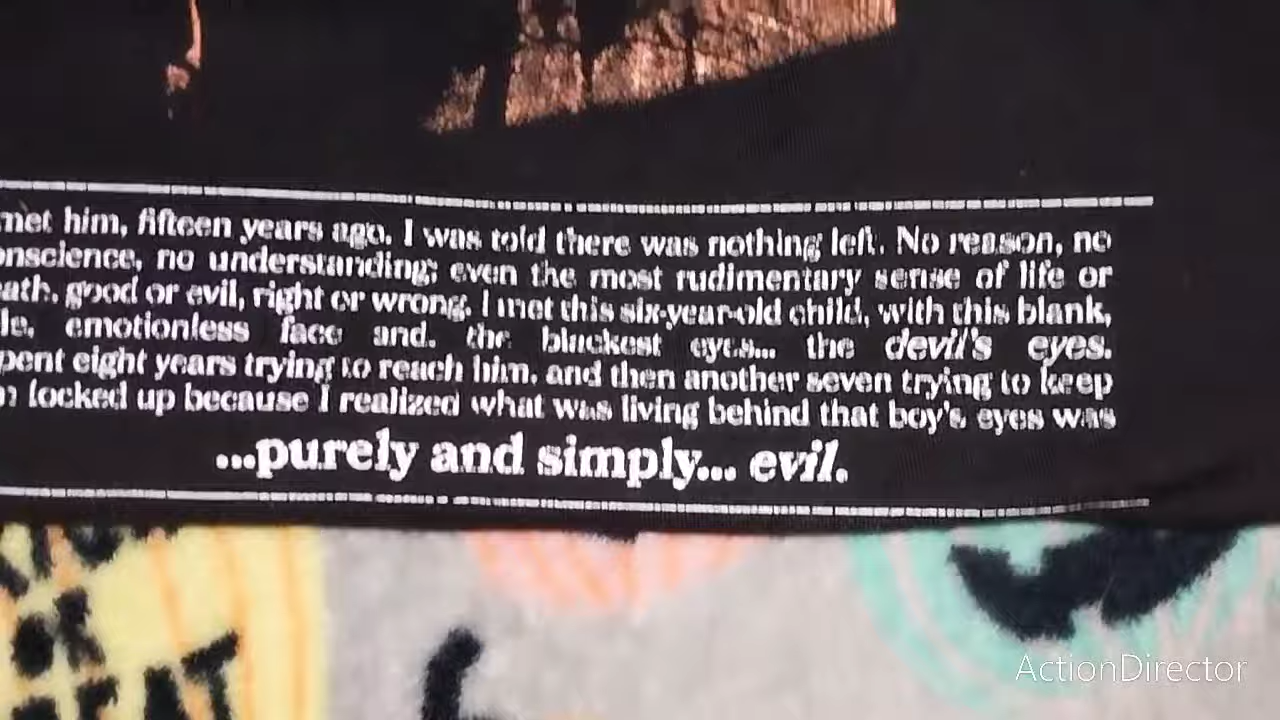 met him, fifteen years ago. I was told there was nothing left. No reason, no
onscience, no understanding; even the most rudimentary sense of life or
ath, good or evil, right or wrong. I met this six-year-old child, with this blank,
le, emotionless face and, the blackest eyes... the devil's eyes.
pent eight years trying to reach him, and then another seven trying to keep
locked up because I realized what was living behind that boy's eyes was
...purely and simply... evil.
ActionDirector